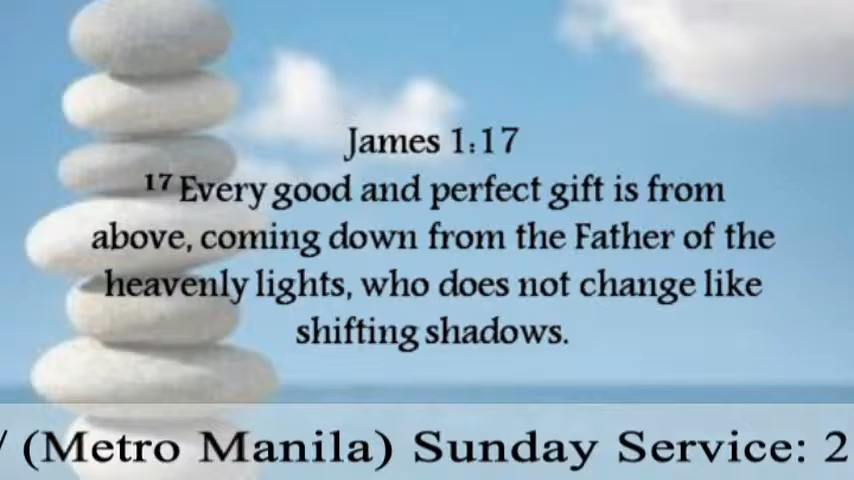 James 1:17
17 Every good and perfect gift is from
above, coming down from the Father of the
heavenly lights, who does not change like
shifting shadows.
/ (Metro Manila) Sunday Service: 2